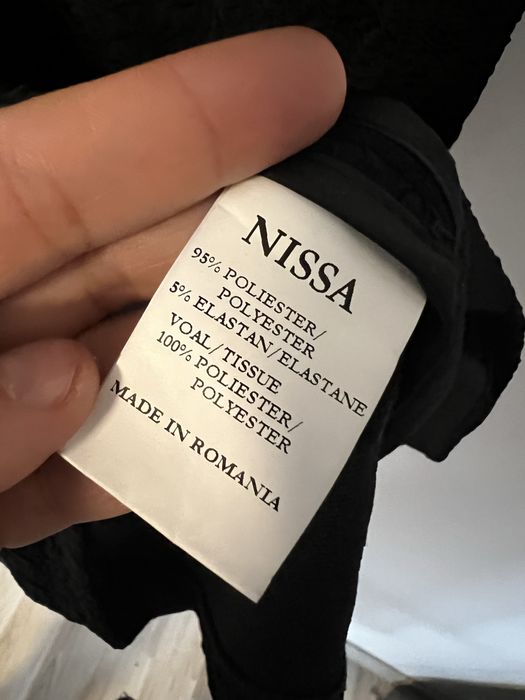 NISSA
95% POLIESTER/
POLYESTER
5% ELASTAN/ELASTANE
VOAL/TISSUE
100% POLIESTER/
POLYESTER
MADE IN ROMANIA